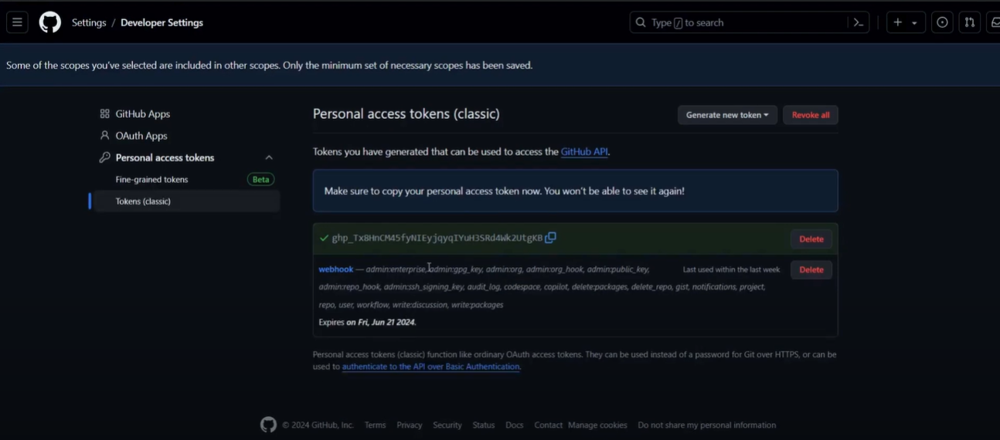 Settings / Developer Settings
Type / to search
Some of the scopes you've selected are included in other scopes. Only the minimum set of necessary scopes has been saved.
GitHub Apps
OAuth Apps
Personal access tokens
Fine-grained tokens Beta
Tokens (classic)
Personal access tokens (classic)
Generate new token
Revoke all
Tokens you have generated that can be used to access the GitHub API.
Make sure to copy your personal access token now. You won't be able to see it again!
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
Delete
webhook — admin:enterprise, admin:gpg_key, admin:org, admin:org_hook, admin:public_key,
Last used within the last week
Delete
admin:repo_hook, admin:ssh_signing_key, audit_log, codespace, copilot, delete:packages, delete_repo, gist, notifications, project,
repo, user, workflow, write:discussion, write:packages
Expires on Fri, Jun 21 2024.
Personal access tokens (classic) function like ordinary OAuth access tokens. They can be used instead of a password for Git over HTTPS, or can be
used to authenticate to the API over Basic Authentication.
© 2024 GitHub, Inc. Terms Privacy Security Status Docs Contact Manage cookies Do not share my personal information